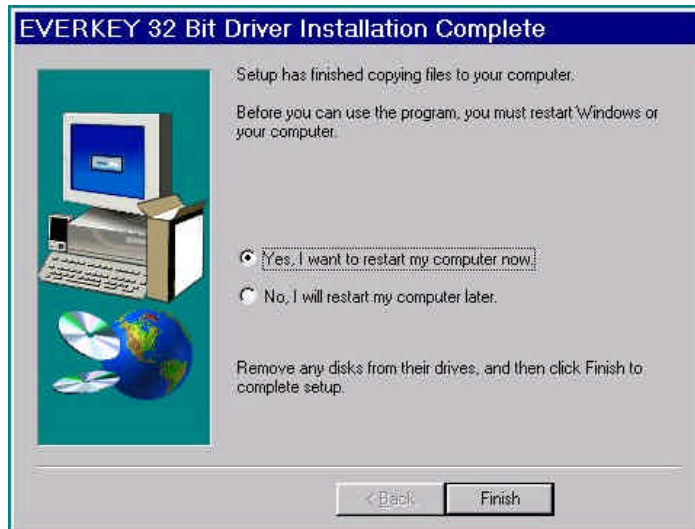 EVERKEY 32 Bit Driver Installation Complete
Setup has finished copying files to your computer.
Before you can use the program, you must restart Windows or
your computer.
Yes, I want to restart my computer now.
No, I will restart my computer later.
Remove any disks from their drives, and then click Finish to
complete setup.
< Back
Finish